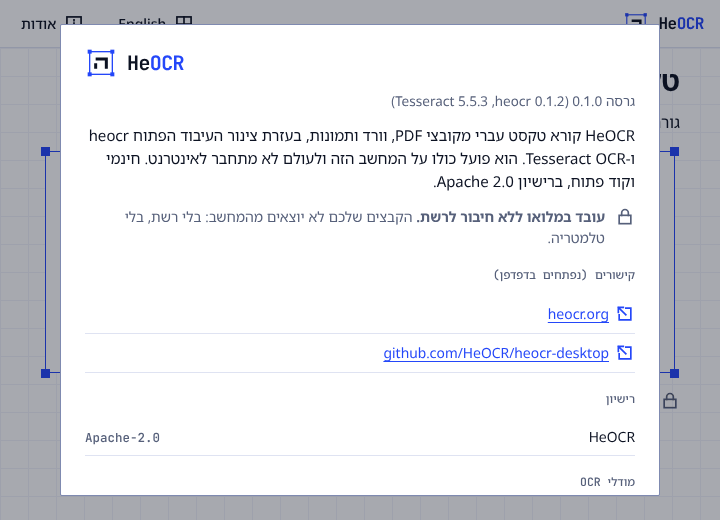 HeOCR
English
אודות
HeOCR
גרסה 0.1.0 (heocr 0.1.2, Tesseract 5.5.3)
HeOCR קורא טקסט עברי מקובצי PDF, וורד ותמונות, בעזרת צינור העיבוד הפתוח heocr
ו-Tesseract OCR. הוא פועל כולו על המחשב הזה ולעולם לא מתחבר לאינטרנט. חינמי
וקוד פתוח, ברישיון Apache 2.0.
עובד במלואו ללא חיבור לרשת. הקבצים שלכם לא יוצאים מהמחשב: בלי רשת, בלי
טלמטריה.
קישורים (נפתחים בדפדפן)
heocr.org
github.com/HeOCR/heocr-desktop
רישיון
HeOCR Apache-2.0
מודלי OCR